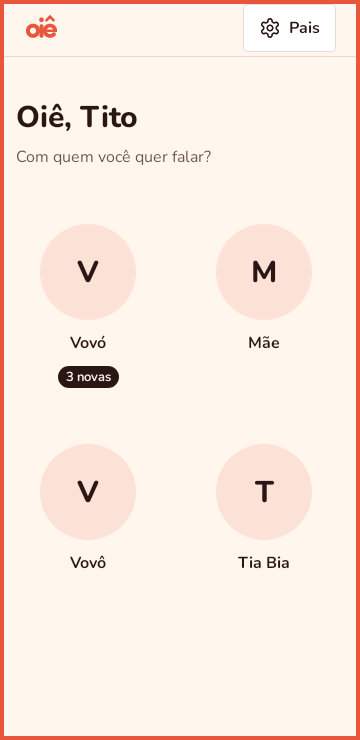 oiê
Pais
Oiê, Tito
Com quem você quer falar?
V
M
Vovó
Mãe
3 novas
V
T
Vovô
Tia Bia